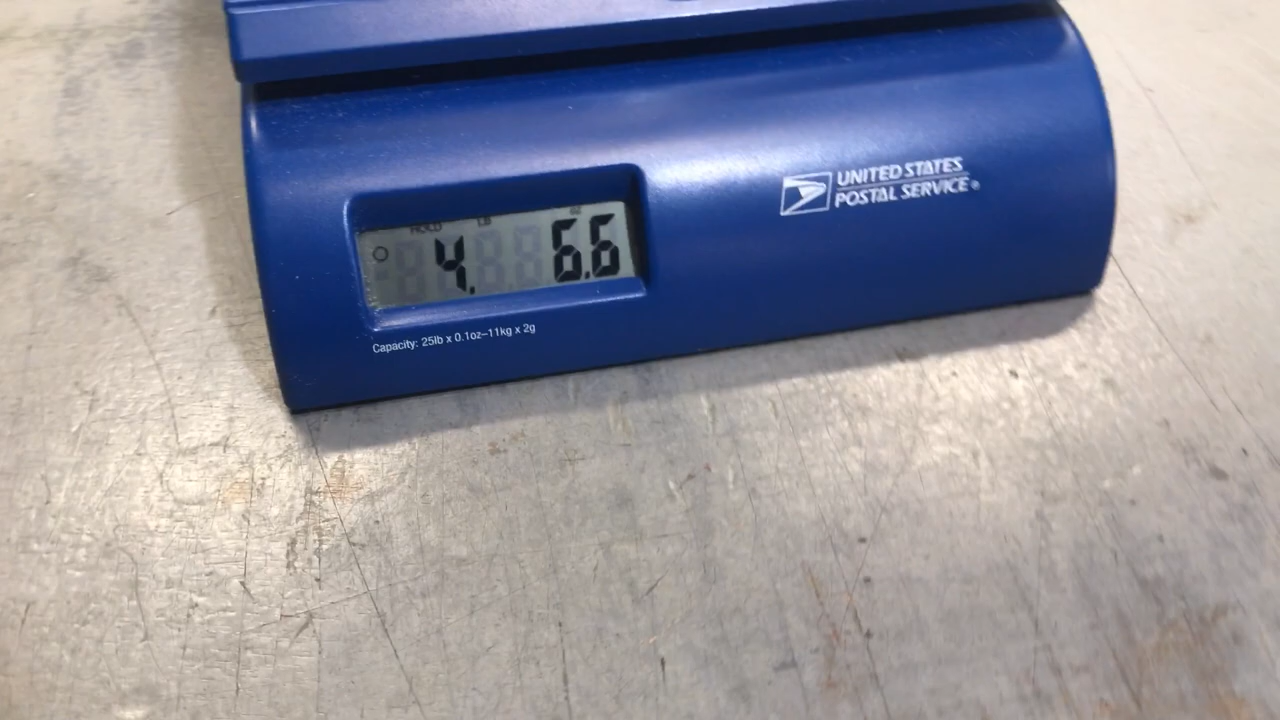 UNITED STATES
POSTAL SERVICE®
HOLD LB OZ
4. 6.6
Capacity: 25lb x 0.1oz–11kg x 2g